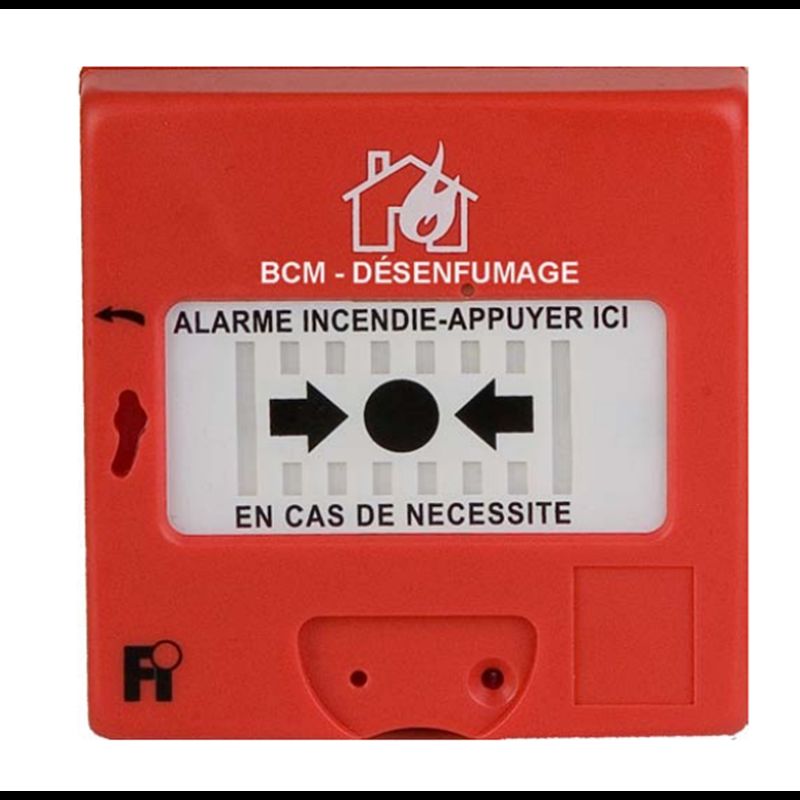 BCM - DÉSENFUMAGE
ALARME INCENDIE-APPUYER ICI
EN CAS DE NECESSITE
Fi